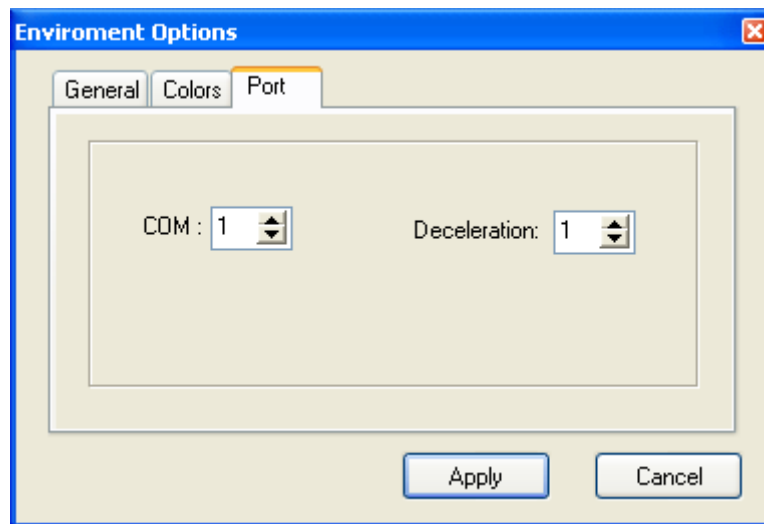 Enviroment Options
General Colors Port
COM : 1 Deceleration: 1
Apply Cancel